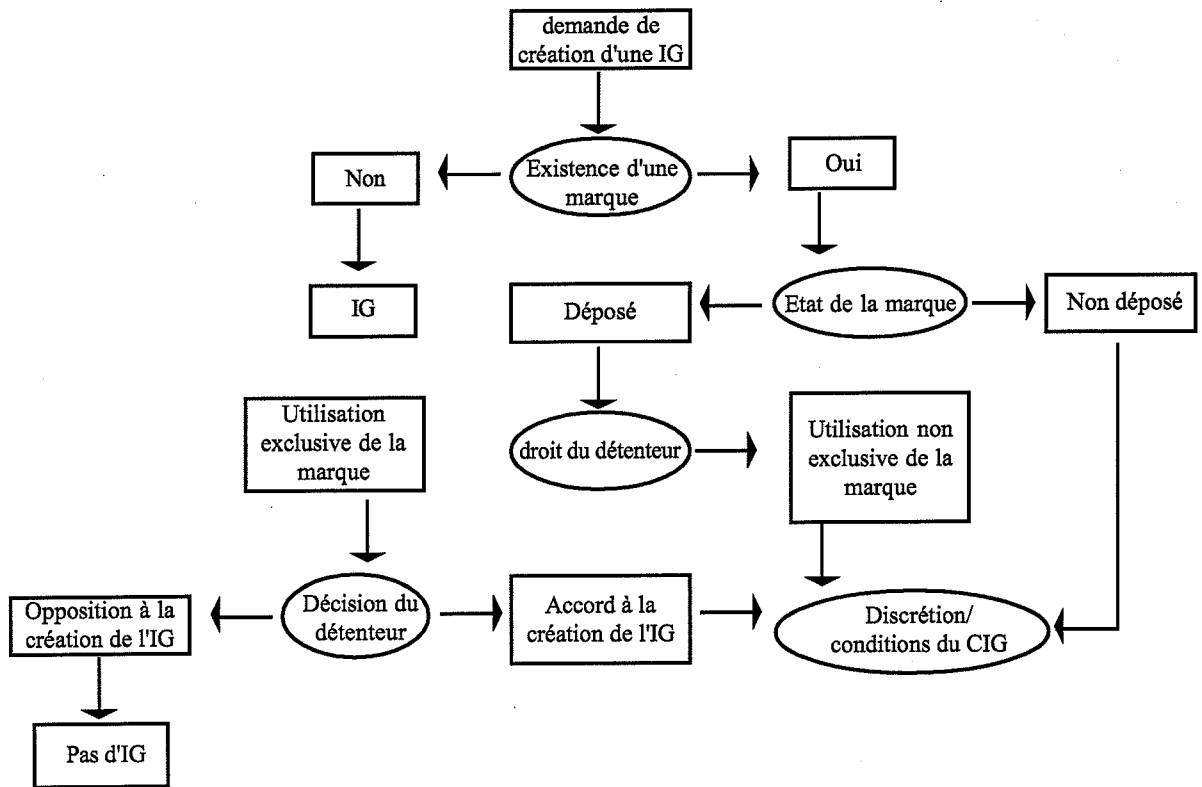 demande de
création d'une IG
Non
Existence d'une
marque
Oui
IG
Déposé
Etat de la marque
Non déposé
Utilisation
exclusive de la
marque
droit du détenteur
Utilisation non
exclusive de la
marque
Opposition à la
création de l'IG
Décision du
détenteur
Accord à la
création de l'IG
Discrétion/
conditions du CIG
Pas d'IG